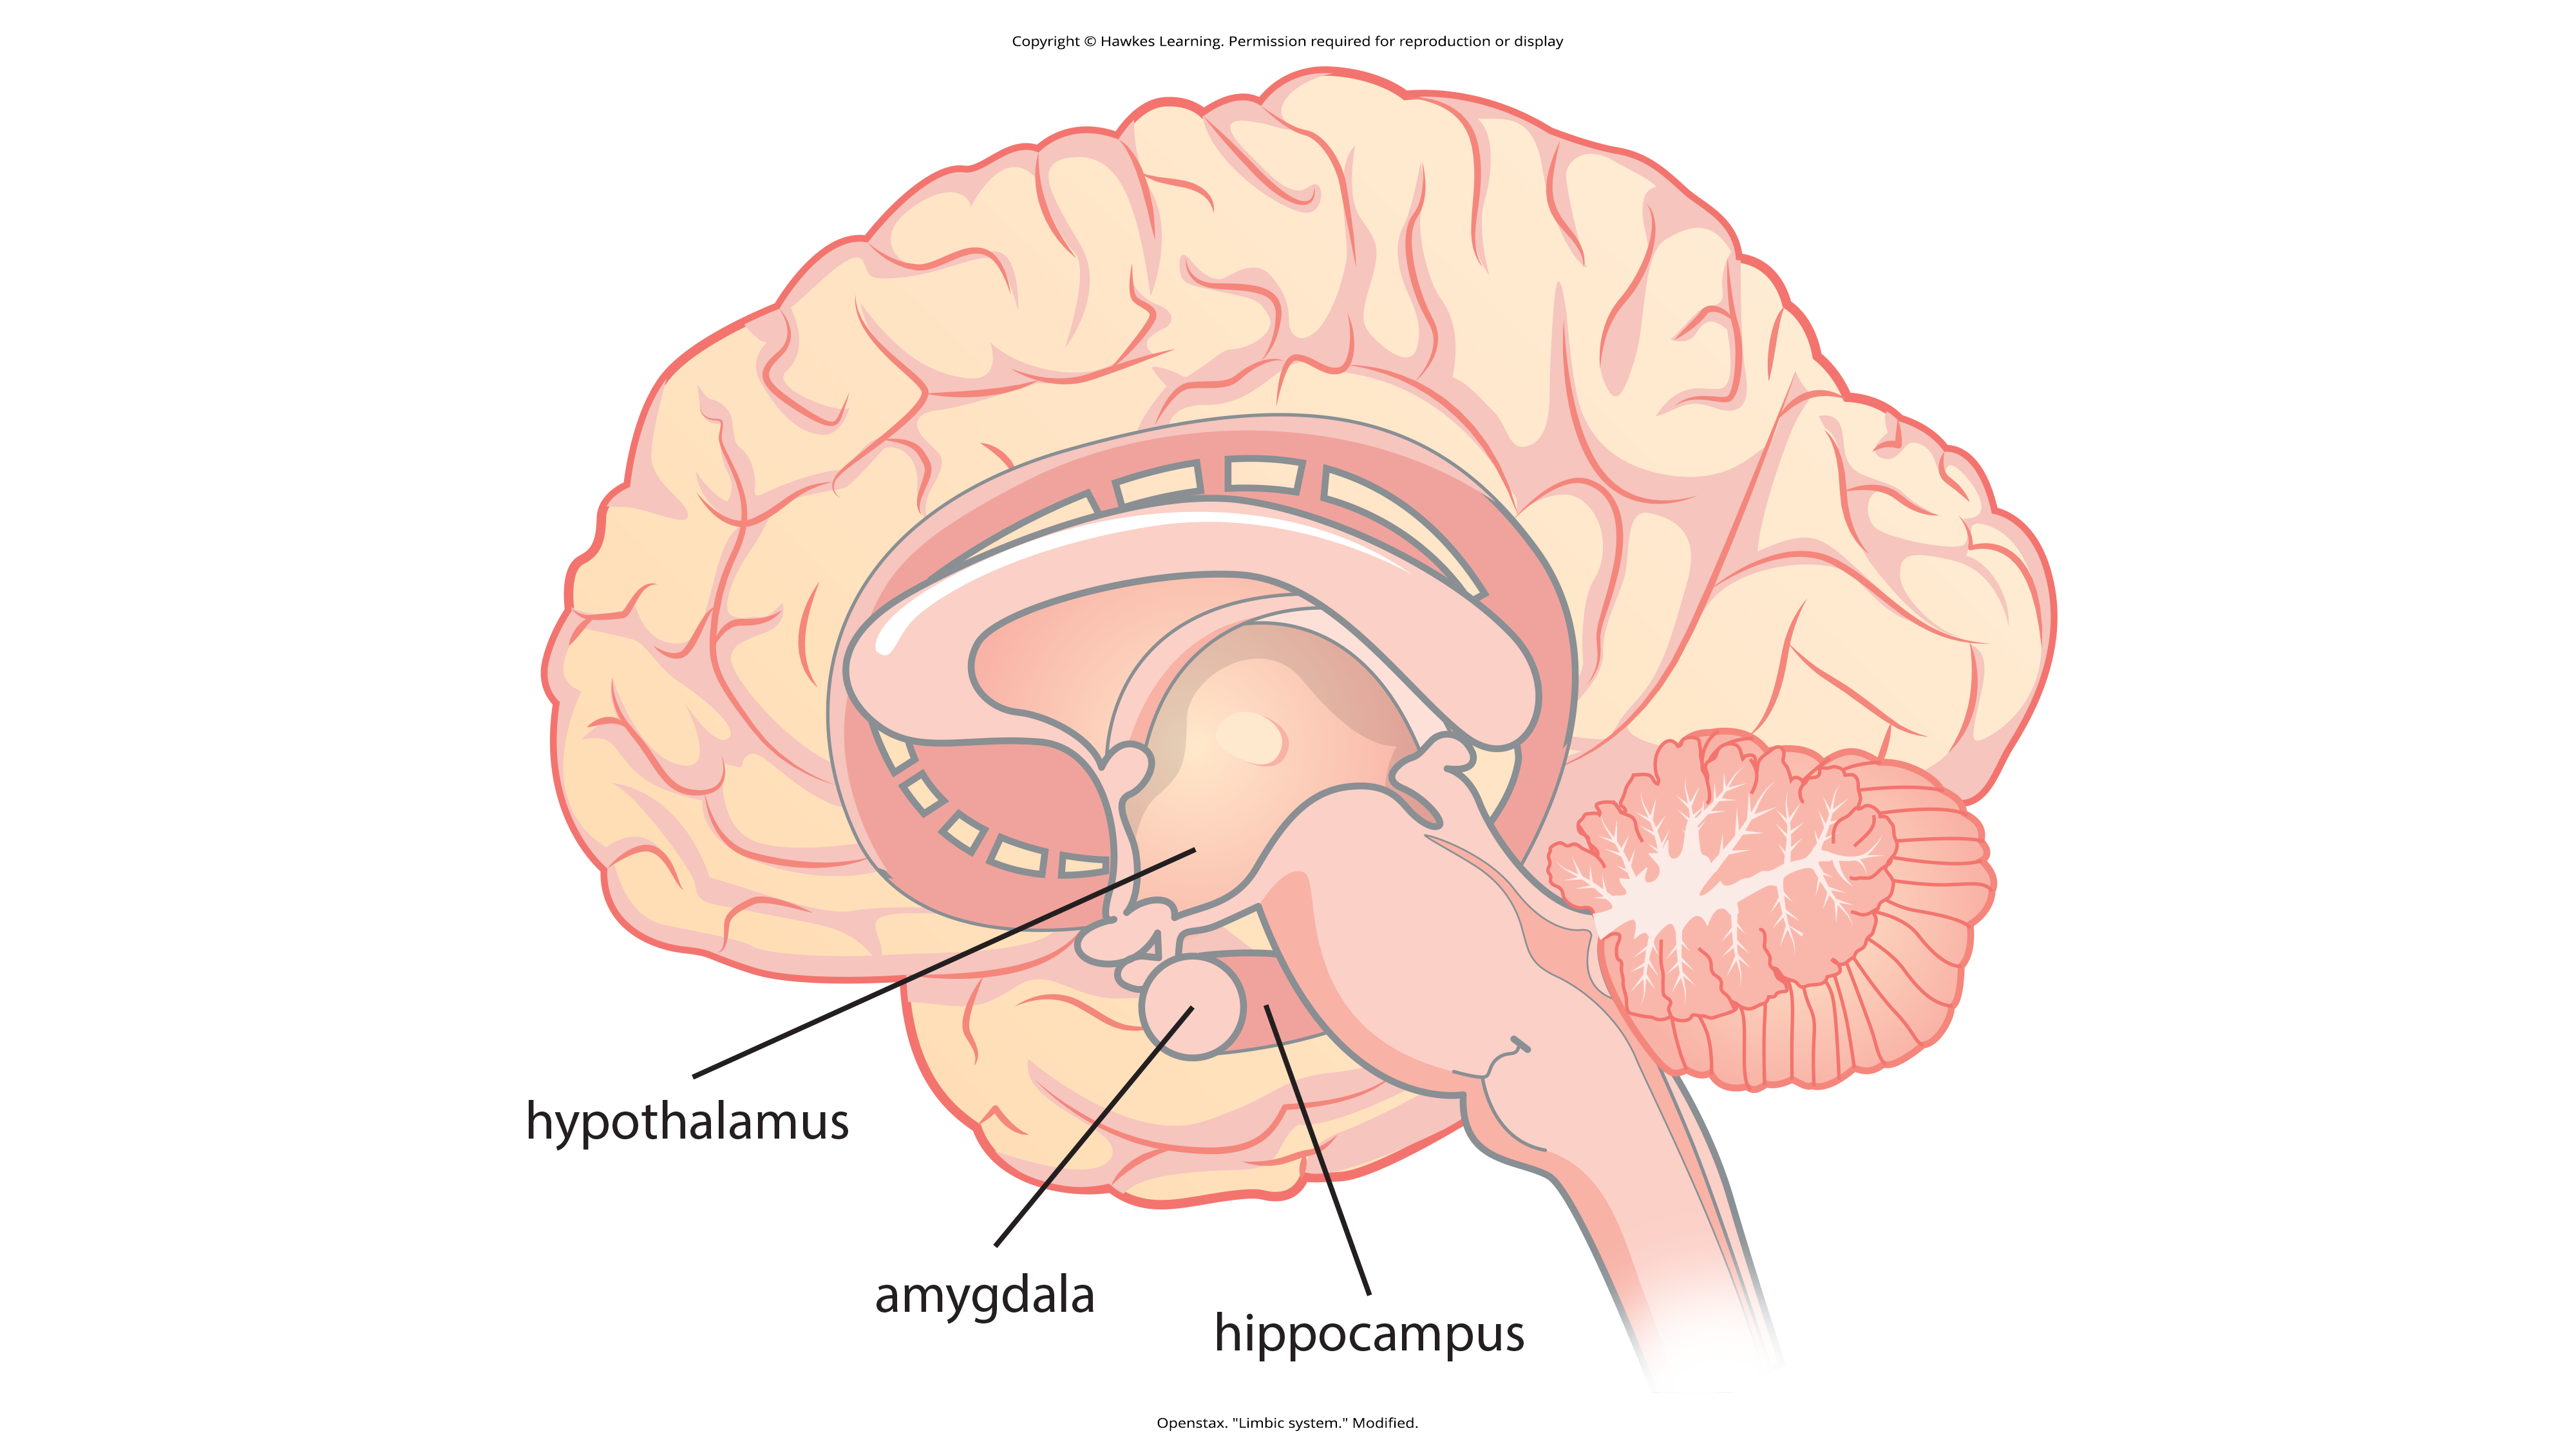 Copyright © Hawkes Learning. Permission required for reproduction or display
hypothalamus
amygdala
hippocampus
Openstax. "Limbic system." Modified.